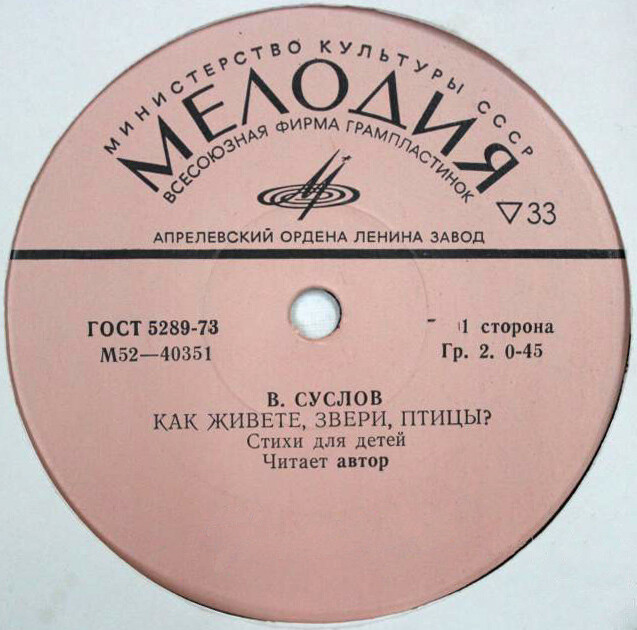 МИНИСТЕРСТВО КУЛЬТУРЫ СССР
МЕЛОДИЯ
ВСЕСОЮЗНАЯ ФИРМА ГРАМПЛАСТИНОК
▽33
АПРЕЛЕВСКИЙ ОРДЕНА ЛЕНИНА ЗАВОД
ГОСТ 5289-73
1 сторона
М52—40351
Гр. 2. 0-45
В. СУСЛОВ
КАК ЖИВЕТЕ, ЗВЕРИ, ПТИЦЫ?
Стихи для детей
Читает автор